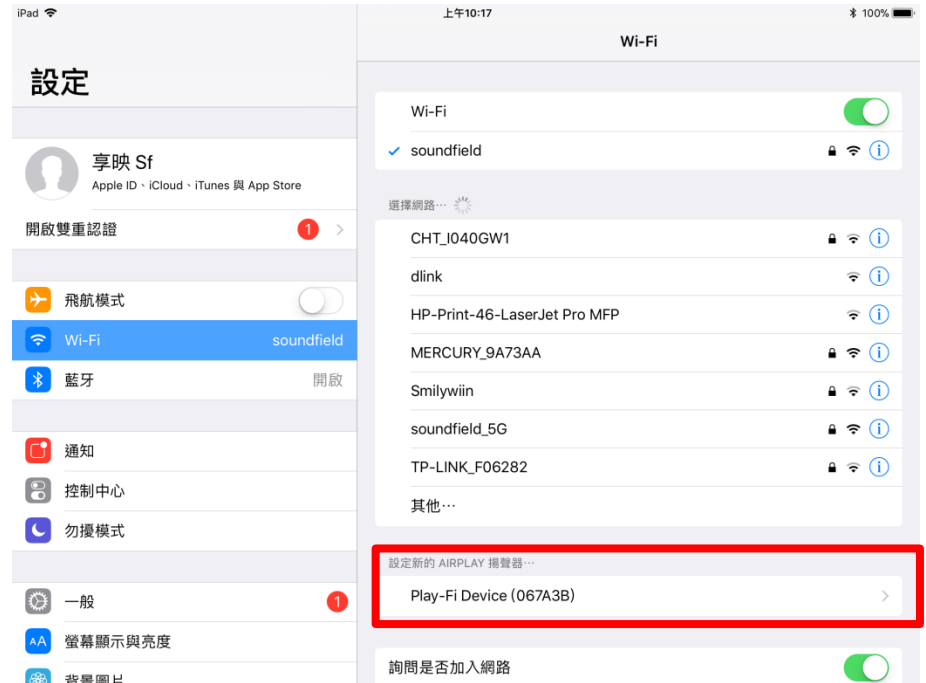 iPad
上午10:17
100%
設定
享映 Sf
Apple ID、iCloud、iTunes 與 App Store
開啟雙重認證
1
飛航模式
Wi-Fi
soundfield
藍牙
開啟
通知
控制中心
勿擾模式
一般
1
AA
螢幕顯示與亮度
背景圖片
Wi-Fi
Wi-Fi
soundfield
選擇網路⋯
CHT_I040GW1
dlink
HP-Print-46-LaserJet Pro MFP
MERCURY_9A73AA
Smilywiin
soundfield_5G
TP-LINK_F06282
其他⋯
設定新的 AIRPLAY 揚聲器⋯
Play-Fi Device (067A3B)
詢問是否加入網路